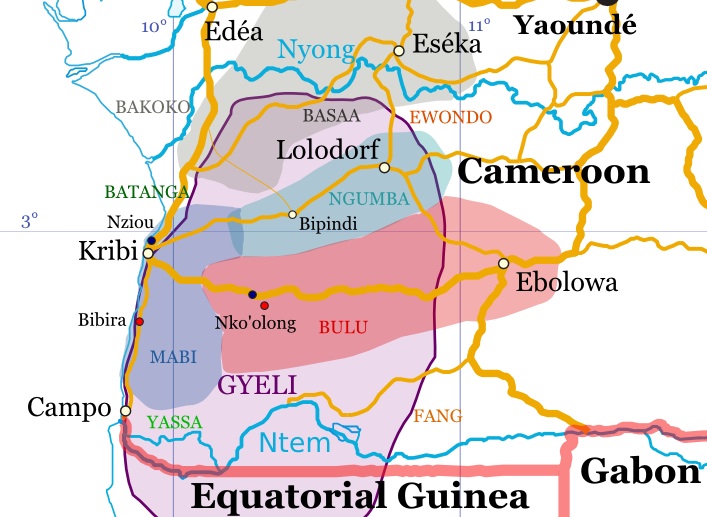 Yaoundé
10°
11°
Edéa
Nyong
Eséka
BAKOKO
BASAA
EWONDO
Lolodorf
Cameroon
BATANGA
NGUMBA
Nziou
3°
Bipindi
Kribi
Ebolowa
Bibira
Nko'olong
BULU
MABI
GYELI
Campo
YASSA
FANG
Ntem
Gabon
Equatorial Guinea